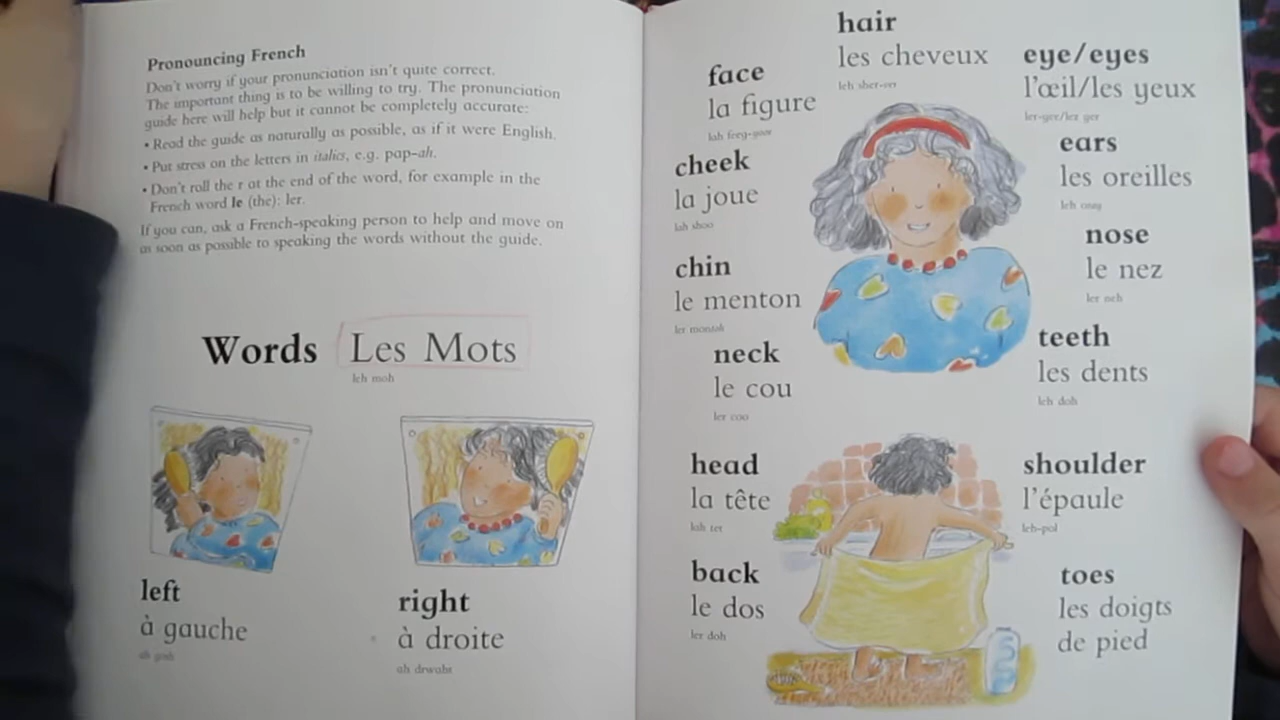 Pronouncing French
Don't worry if your pronunciation isn't quite correct.
The important thing is to be willing to try. The pronunciation
guide here will help but it cannot be completely accurate:
• Read the guide as naturally as possible, as if it were English.
• Put stress on the letters in italics, e.g. pap-ah.
• Don't roll the r at the end of the word, for example in the
French word le (the): ler.
If you can, ask a French-speaking person to help and move on
as soon as possible to speaking the words without the guide.
Words Les Mots
leh moh
left
à gauche
right
à droite
ah drwaht
hair
les cheveux
face
la figure
eye/eyes
l'œil/les yeux
cheek
la joue
lah shoo
ears
les oreilles
chin
le menton
nose
le nez
ler neh
neck
le cou
ler coo
teeth
les dents
leh doh
head
la tête
lah tet
shoulder
l'épaule
leh-pol
back
le dos
ler doh
toes
les doigts
de pied